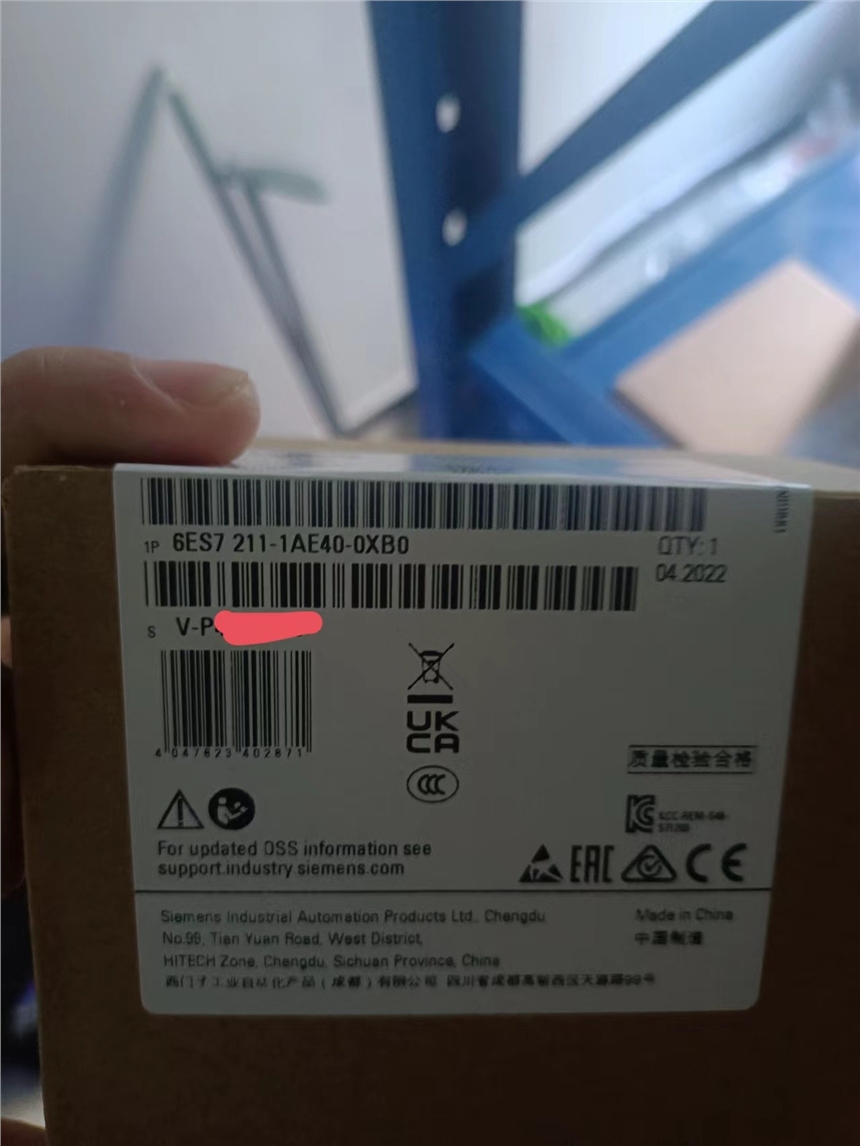 1P 6ES7 211-1AE40-0XB0
QTY: 1
04.2022
S V-P
4 047623 402871
UK
CA
CCC
质量检验合格
For updated OSS information see
support.industry siemens.com
EAC
CE
Siemens Industrial Automation Products Ltd., Chengdu
No.99, Tian Yuan Road, West District,
HITECH Zone, Chengdu, Sichuan Province, China
Made in China
中国制造
西门子工业自动化产品（成都）有限公司 四川省成都高新西区天源路99号